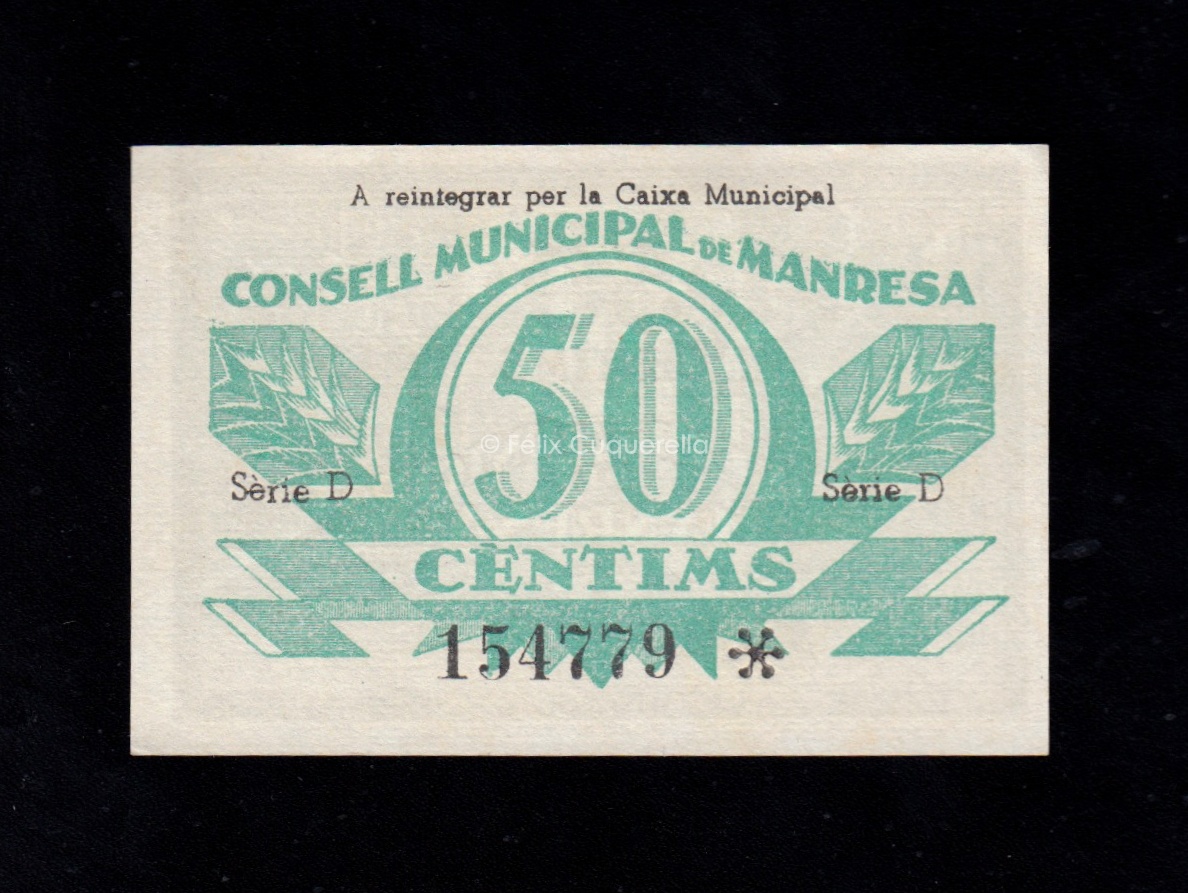 A reintegrar per la Caixa Municipal
CONSELL MUNICIPAL DE MANRESA
50
© Fèlix Cuquerella
Sèrie D Sèrie D
CÈNTIMS
154779 *